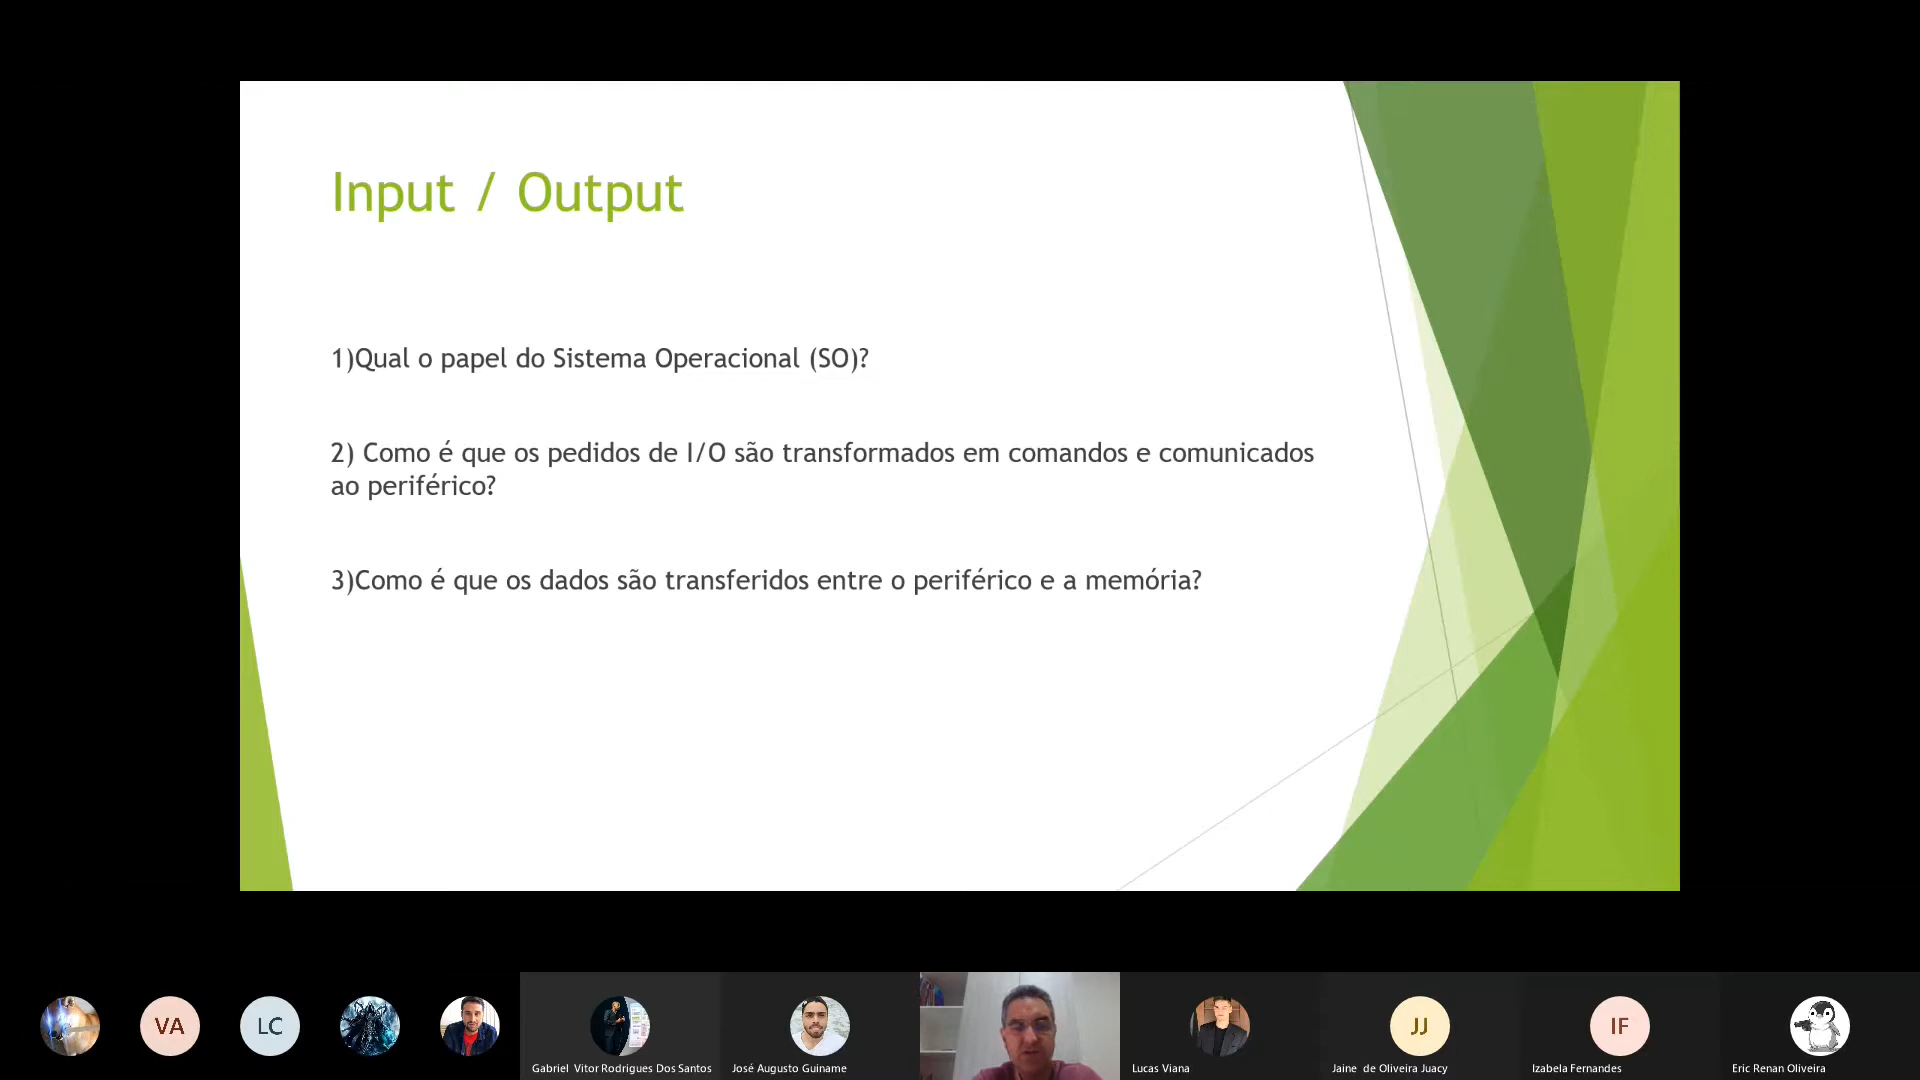 Input / Output
1)Qual o papel do Sistema Operacional (SO)?
2) Como é que os pedidos de I/O são transformados em comandos e comunicados
ao periférico?
3)Como é que os dados são transferidos entre o periférico e a memória?
VA
LC
JJ
IF
Gabriel Vitor Rodrigues Dos Santos
José Augusto Guiname
Lucas Viana
Jaine de Oliveira Juacy
Izabela Fernandes
Eric Renan Oliveira